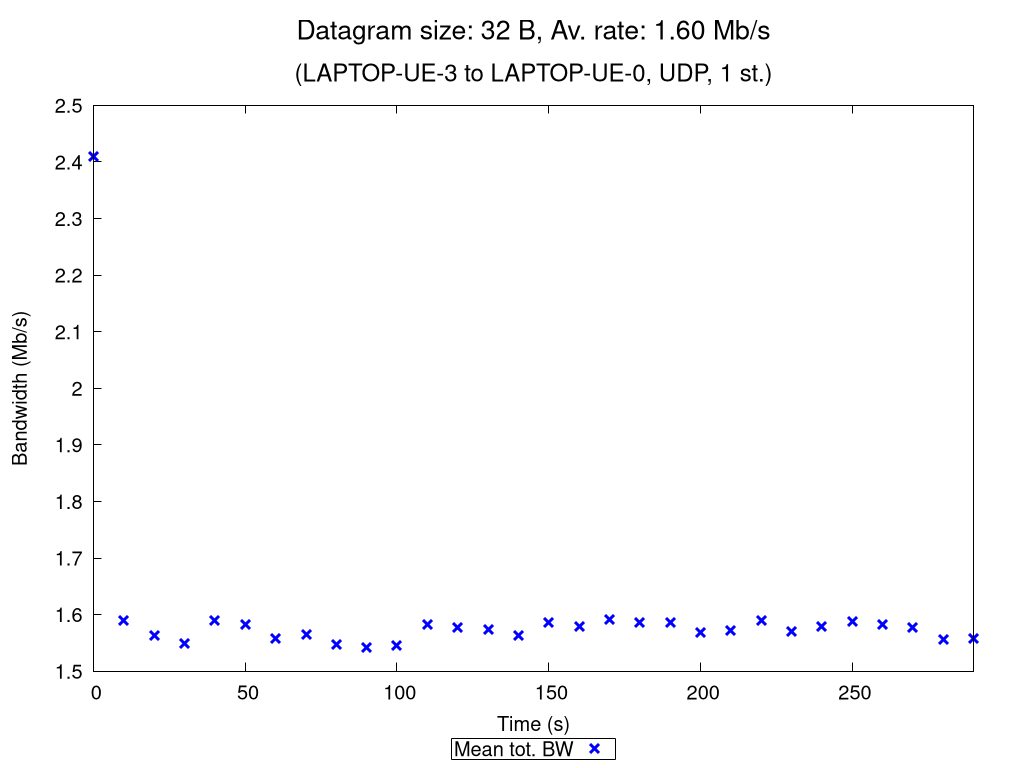 Datagram size: 32 B, Av. rate: 1.60 Mb/s
(LAPTOP-UE-3 to LAPTOP-UE-0, UDP, 1 st.)
2.5
2.4
2.3
2.2
2.1
2
1.9
1.8
1.7
1.6
1.5
Bandwidth (Mb/s)
0 50 100 150 200 250
Time (s)
Mean tot. BW